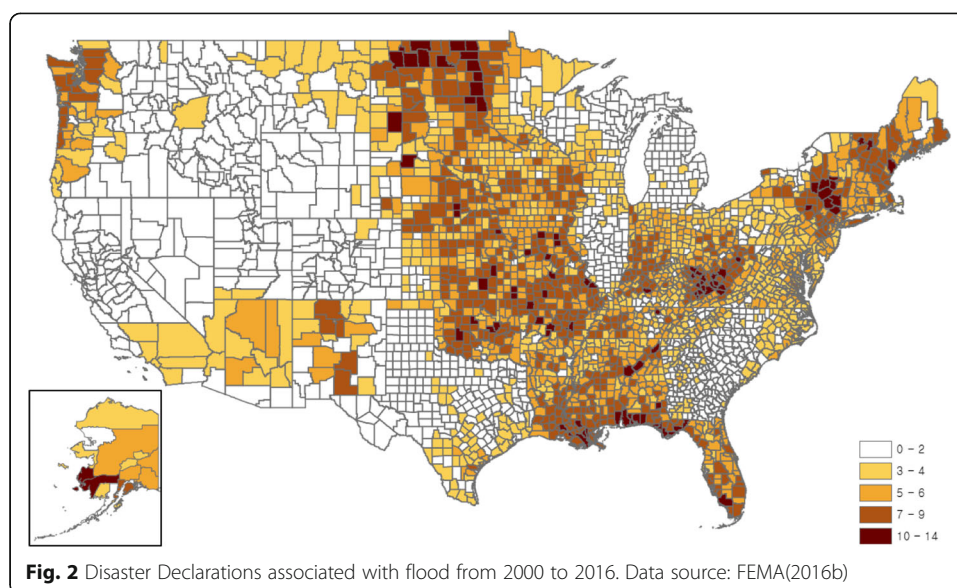 0 - 2
3 - 4
5 - 6
7 - 9
10 - 14
Fig. 2 Disaster Declarations associated with flood from 2000 to 2016. Data source: FEMA(2016b)